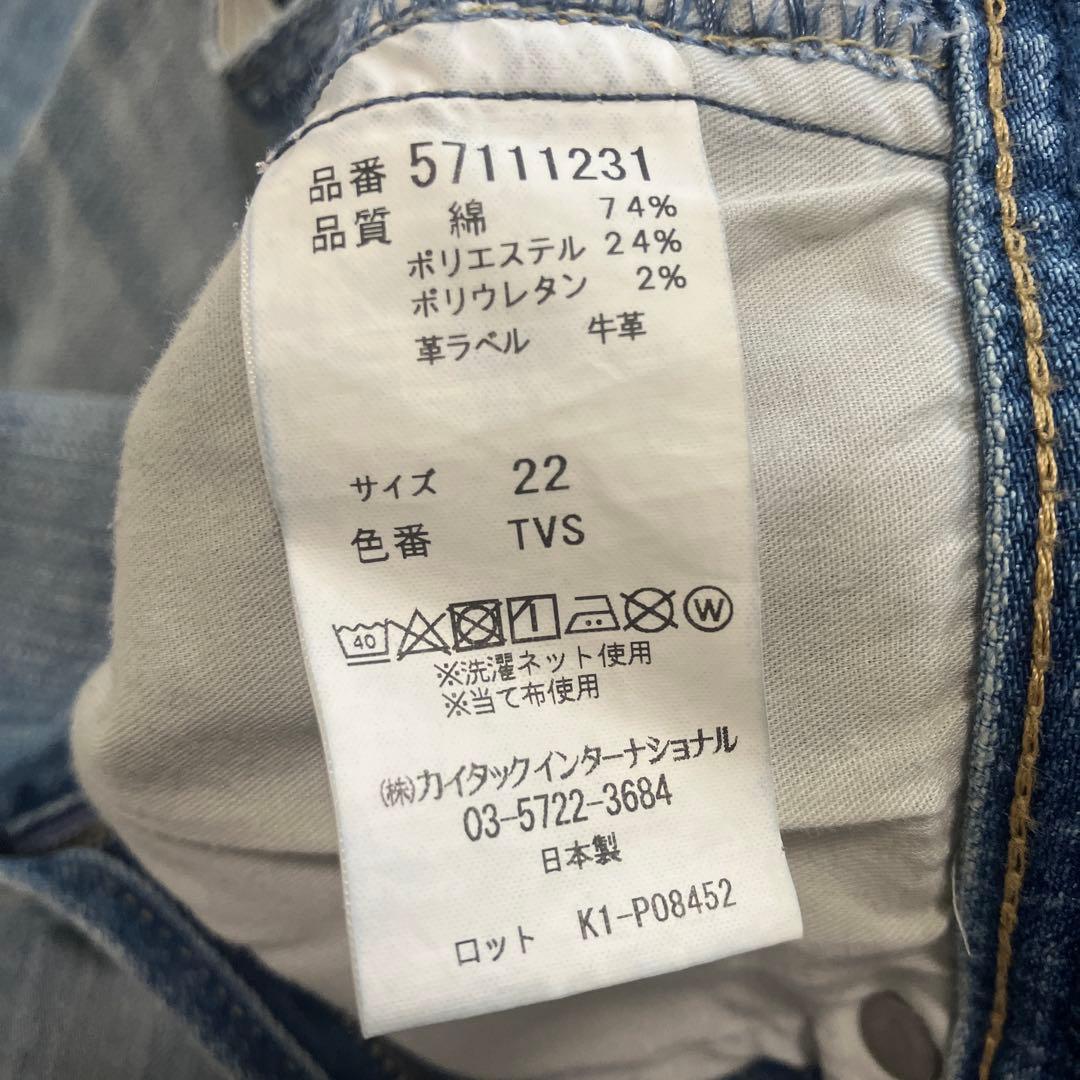 品番 57111231
品質 綿 74%
ポリエステル 24%
ポリウレタン 2%
革ラベル 牛革
サイズ 22
色番 TVS
40 W
※洗濯ネット使用
※当て布使用
㈱カイタックインターナショナル
03-5722-3684
日本製
ロット K1-P08452